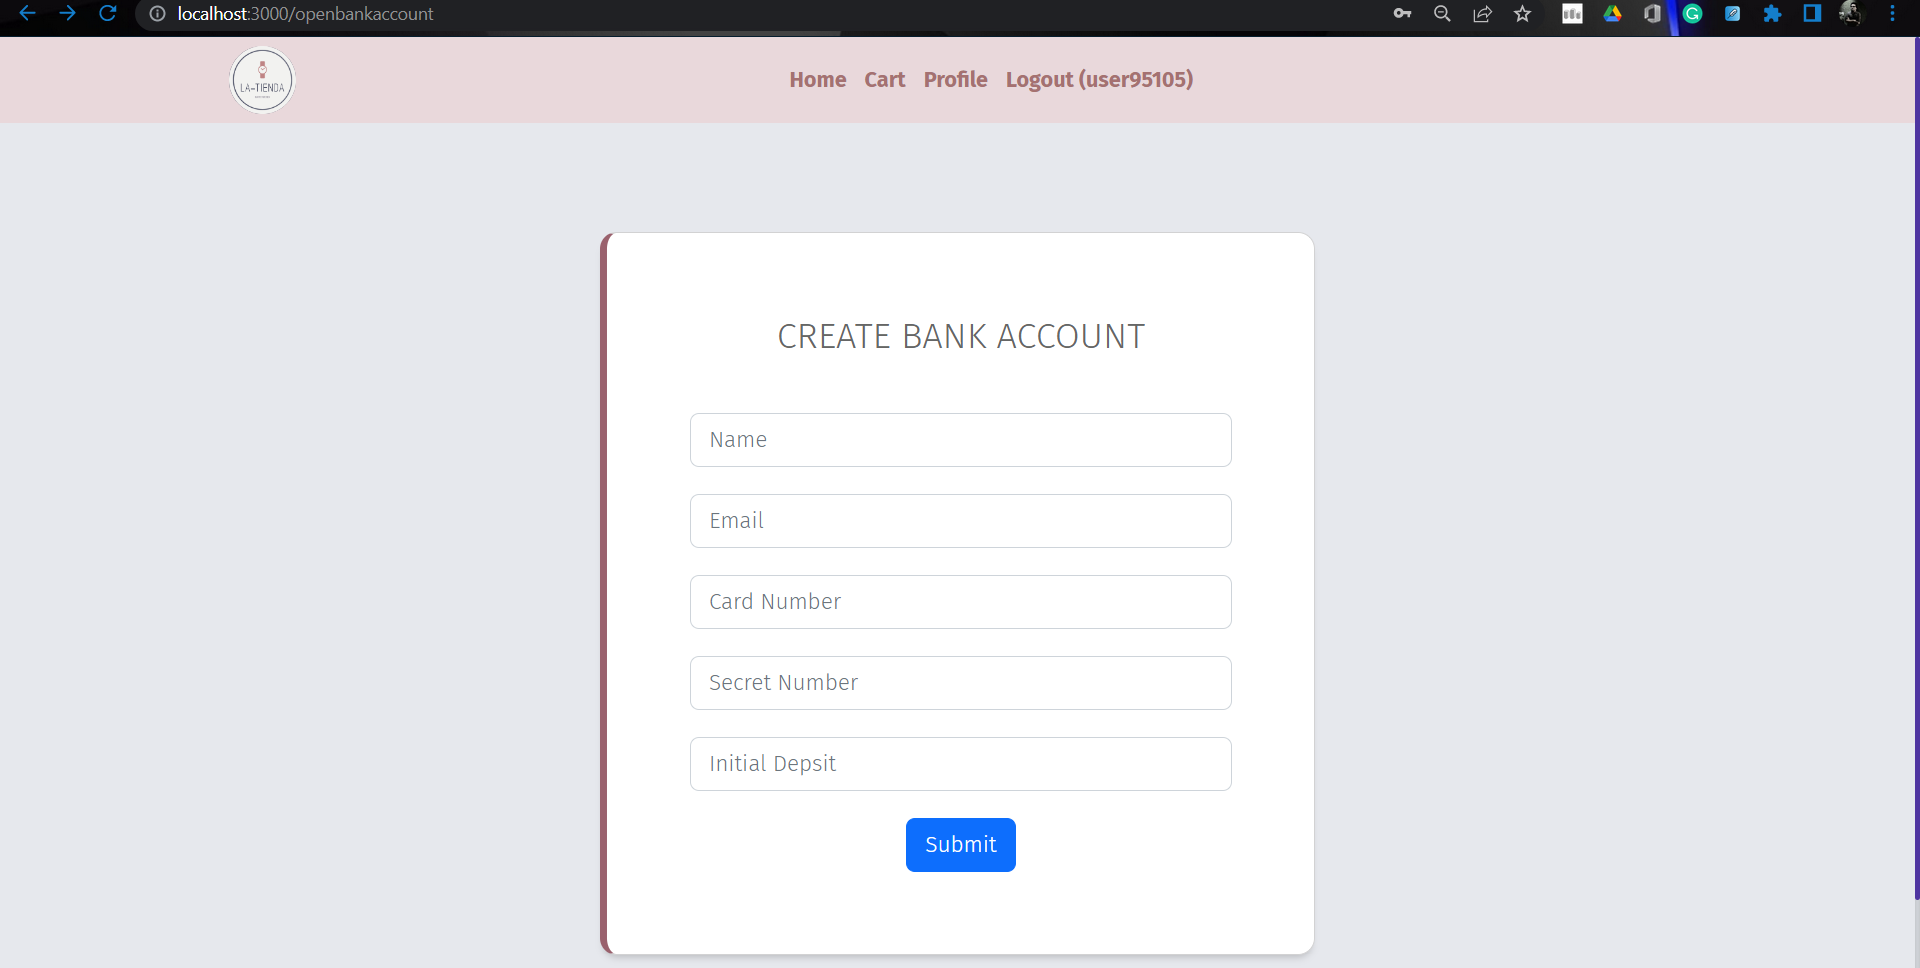 localhost:3000/openbankaccount
LA-TIENDA
Home Cart Profile Logout (user95105)
CREATE BANK ACCOUNT
Name
Email
Card Number
Secret Number
Initial Depsit
Submit